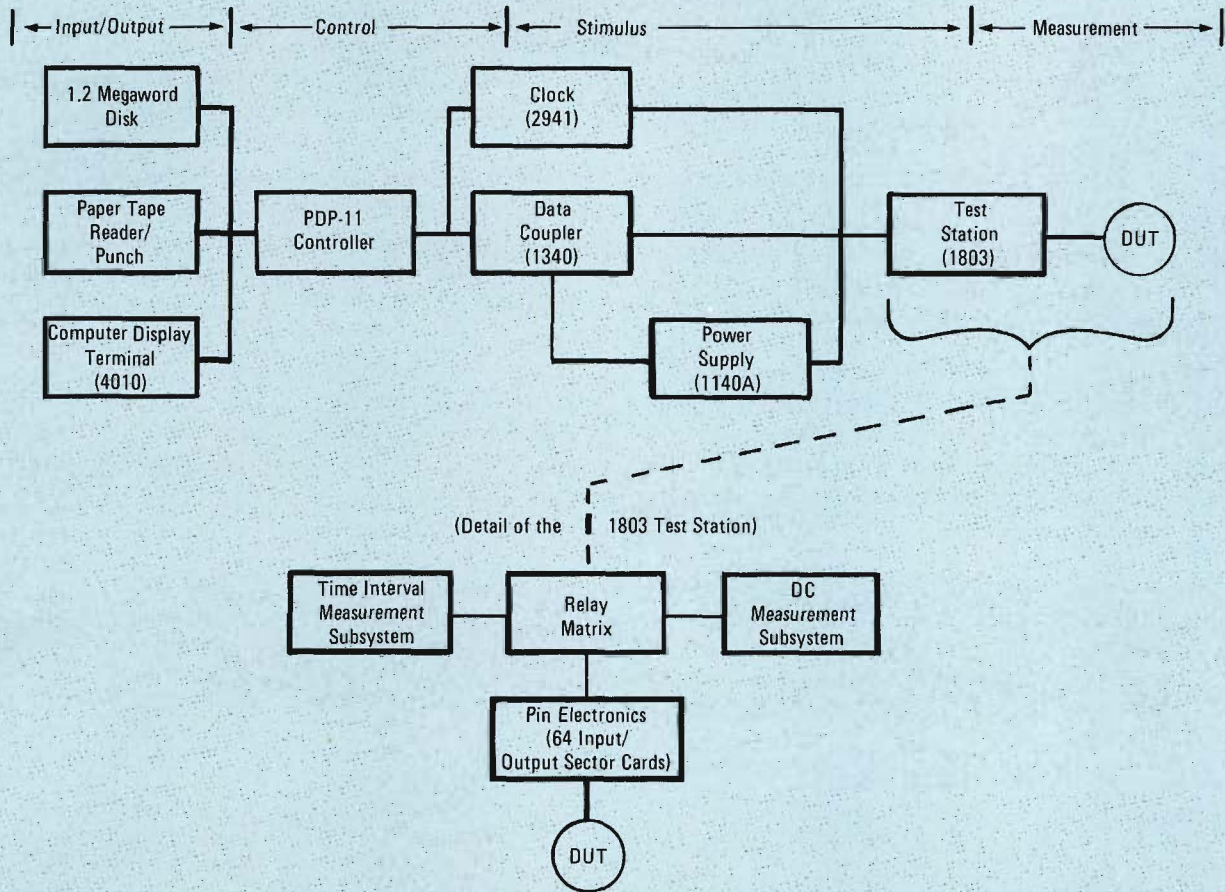 Input/Output
Control
Stimulus
Measurement
1.2 Megaword
Disk
Clock
(2941)
Paper Tape
Reader/
Punch
PDP-11
Controller
Data
Coupler
(1340)
Test
Station
(1803)
DUT
Computer Display
Terminal
(4010)
Power
Supply
(1140A)
(Detail of the 1803 Test Station)
Time Interval
Measurement
Subsystem
Relay
Matrix
DC
Measurement
Subsystem
Pin Electronics
(64 Input/
Output Sector Cards)
DUT